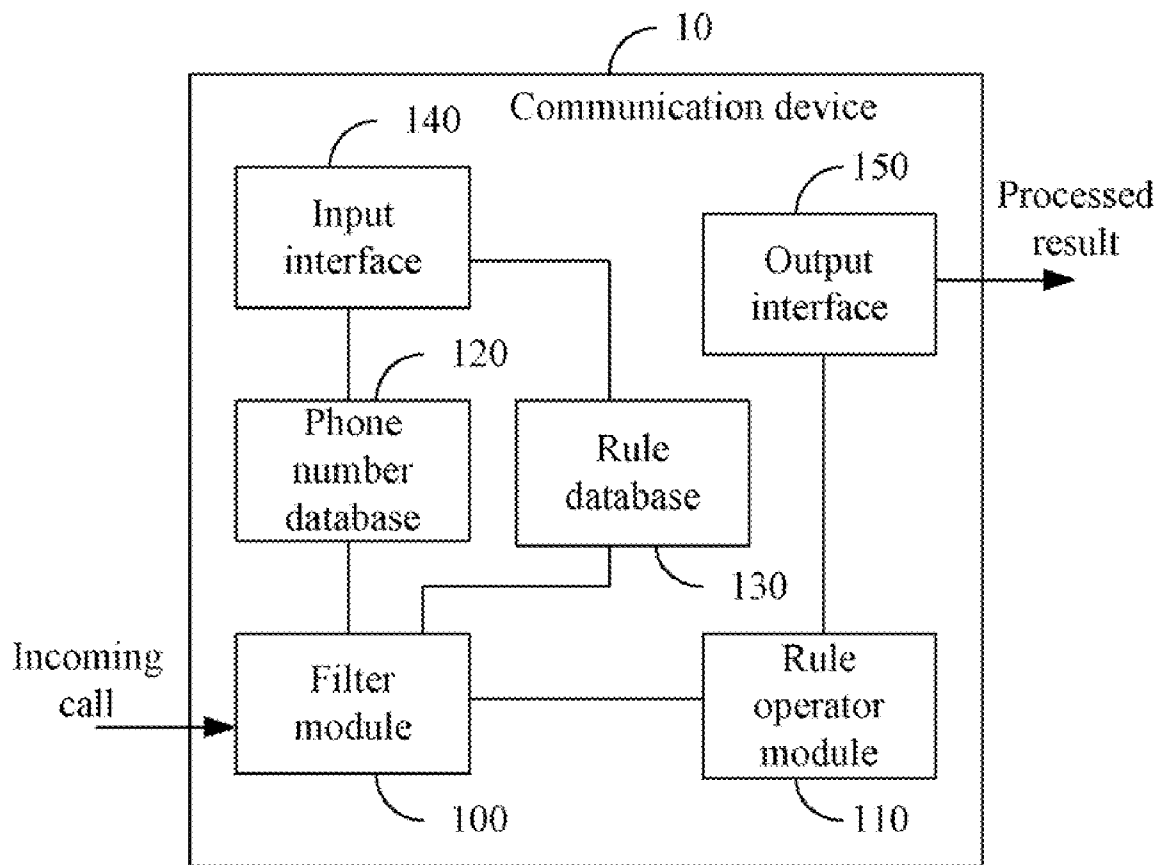 10
Communication device
140
150
Input
interface
Output
interface
Processed
result
120
Phone
number
database
Rule
database
130
Incoming
call
Filter
module
Rule
operator
module
100
110